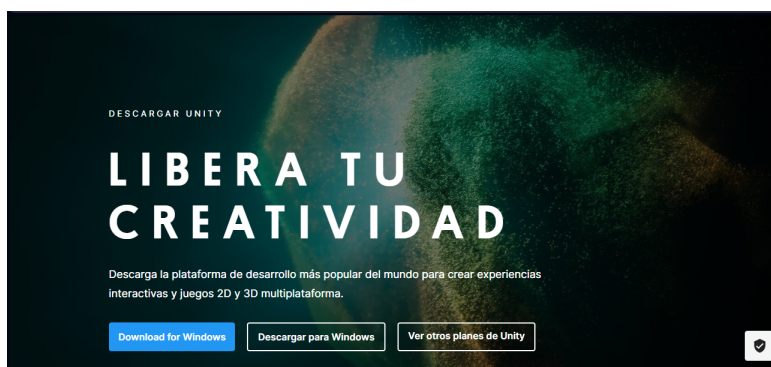 DESCARGAR UNITY
LIBERA TU
CREATIVIDAD
Descarga la plataforma de desarrollo más popular del mundo para crear experiencias
interactivas y juegos 2D y 3D multiplataforma.
Download for Windows
Descargar para Windows
Ver otros planes de Unity